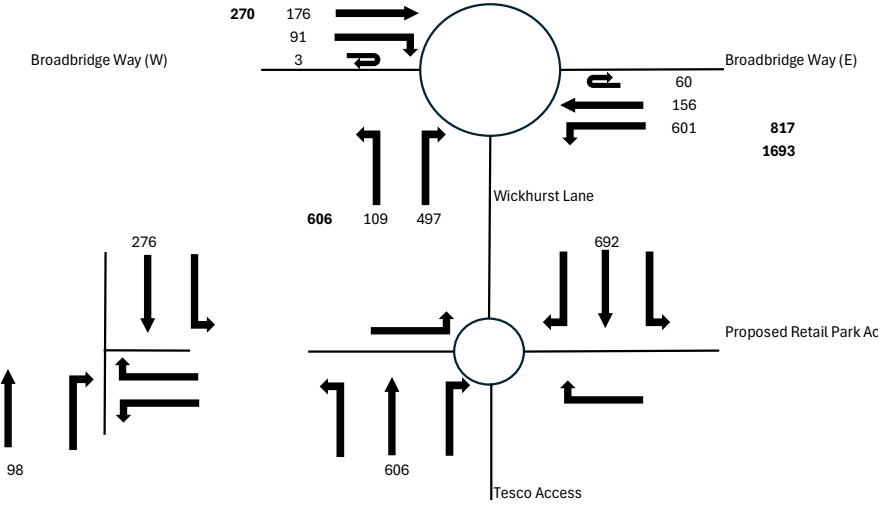 270 176
91
Broadbridge Way (W)
3
Broadbridge Way (E)
60
156
601 817
1693
Wickhurst Lane
606 109 497
276
692
Proposed Retail Park Ac
98
606
Tesco Access